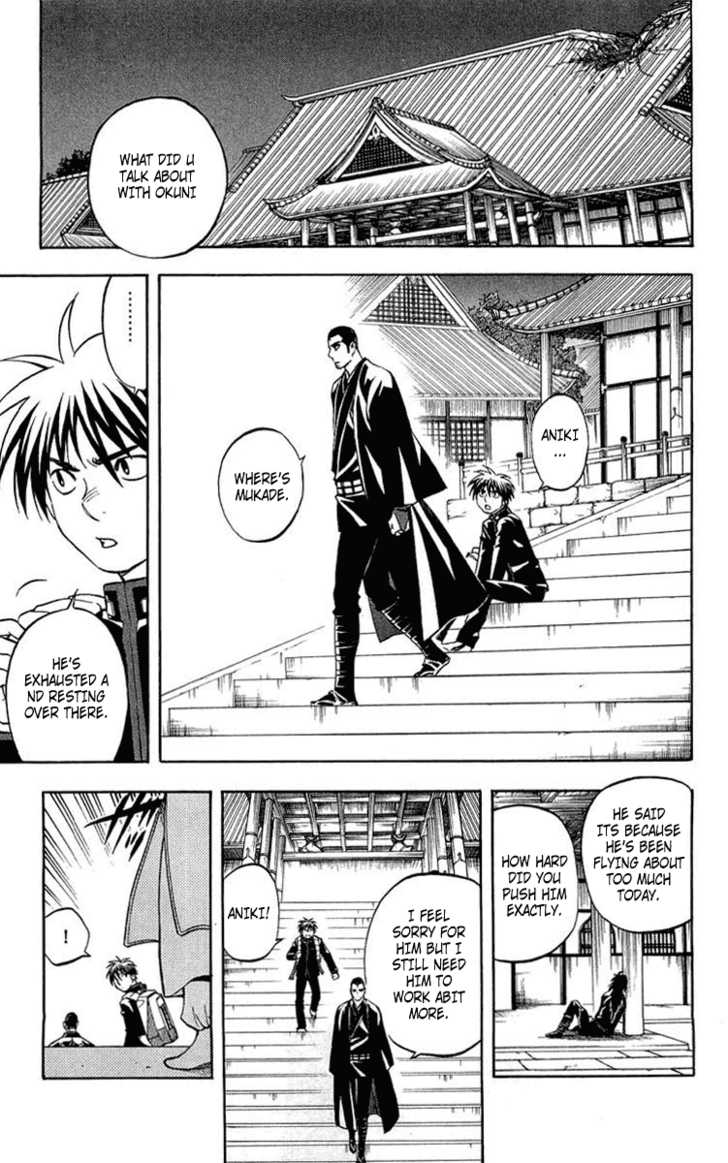 WHAT DID U
TALK ABOUT
WITH OKUNI
ANIKI
...
WHERE'S
MUKADE.
........
HE'S
EXHAUSTED A
ND RESTING
OVER THERE.
HE SAID
ITS BECAUSE
HE'S BEEN
FLYING ABOUT
TOO MUCH
TODAY.
HOW HARD
DID YOU
PUSH HIM
EXACTLY.
I FEEL
SORRY FOR
HIM BUT I
STILL NEED
HIM TO
WORK ABIT
MORE.
ANIKI!
!